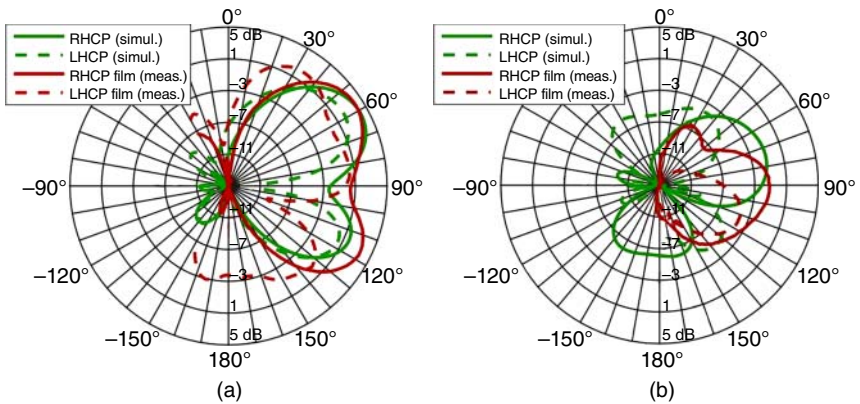 0°
5 dB
1
−3
−7
−11
−11
−7
−3
1
5 dB
30°
60°
90°
120°
150°
180°
−150°
−120°
−90°
RHCP (simul.)
LHCP (simul.)
RHCP film (meas.)
LHCP film (meas.)
(a)
0°
5 dB
1
−3
−7
−11
−11
−7
−3
1
5 dB
30°
60°
90°
120°
150°
180°
−150°
−120°
−90°
RHCP (simul.)
LHCP (simul.)
RHCP film (meas.)
LHCP film (meas.)
(b)